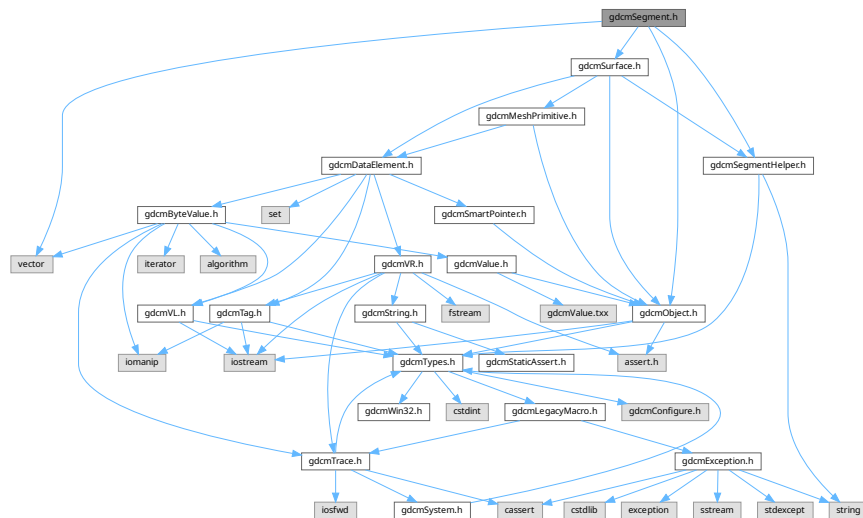 gdcmSegment.h
gdcmSurface.h
gdcmMeshPrimitive.h
gdcmDataElement.h
gdcmSegmentHelper.h
gdcmByteValue.h
set
gdcmSmartPointer.h
vector
iterator
algorithm
gdcmVR.h
gdcmValue.h
gdcmVL.h
gdcmTag.h
gdcmString.h
fstream
gdcmValue.txx
gdcmObject.h
iomanip
iostream
gdcmTypes.h
gdcmStaticAssert.h
assert.h
gdcmWin32.h
cstdint
gdcmLegacyMacro.h
gdcmConfigure.h
gdcmTrace.h
gdcmException.h
iosfwd
gdcmSystem.h
cassert
cstdlib
exception
sstream
stdexcept
string